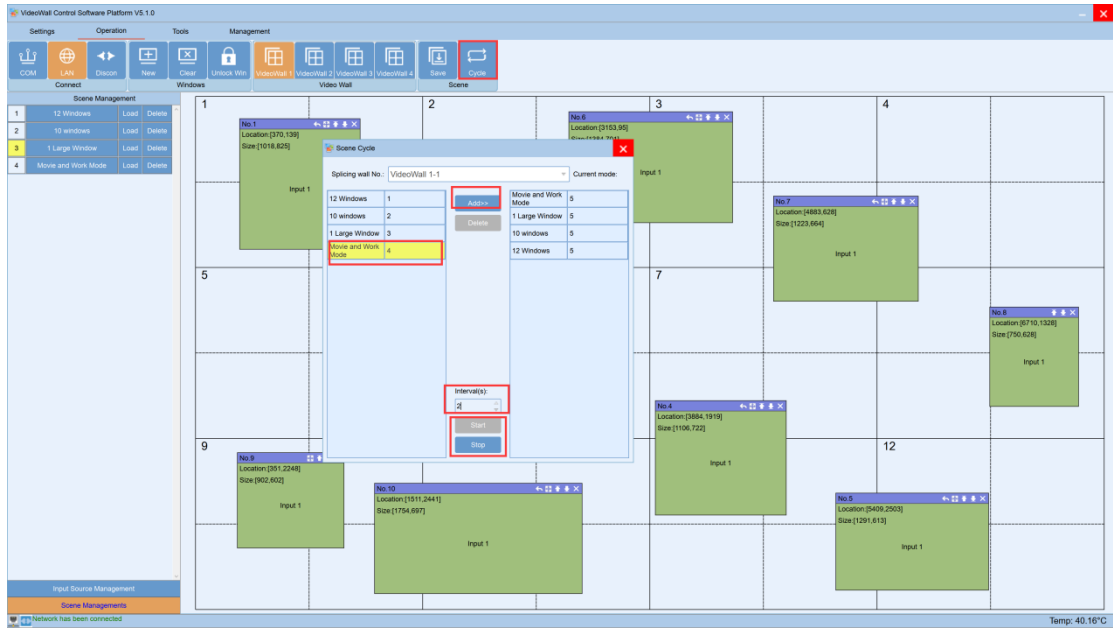 VideoWall Control Software Platform V5.1.0
Settings Operation Tools Management
COM LAN Discon New Clear Unlock Win VideoWall 1 VideoWall 2 VideoWall 3 VideoWall 4 Save Cycle
Connect Windows Video Wall Scene
Scene Management
1 12 Windows Load Delete
2 10 windows Load Delete
3 1 Large Window Load Delete
4 Movie and Work Mode Load Delete
Input Source Management
Scene Managements
1
2
3
4
No.1
Location:[370,139]
Size:[1018,825]
Input 1
No.6
Location:[3153,95]
Input 1
No.7
Location:[4883,628]
Size:[1223,664]
Input 1
Scene Cycle
Splicing wall No.: VideoWall 1-1 Current mode:
12 Windows 1
10 windows 2
1 Large Window 3
Movie and Work
Mode 4
Add>>
Delete
Movie and Work
Mode 5
1 Large Window 5
10 windows 5
12 Windows 5
Interval(s):
2
Start
Stop
5
7
No.8
Location:[6710,1328]
Size:[750,628]
Input 1
No.4
Location:[3884,1919]
Size:[1106,722]
Input 1
9
12
No.9
Location:[351,2248]
Size:[902,602]
Input 1
No.10
Location:[1511,2441]
Size:[1754,697]
Input 1
No.5
Location:[5409,2503]
Size:[1291,613]
Input 1
Network has been connected
Temp: 40.16°C